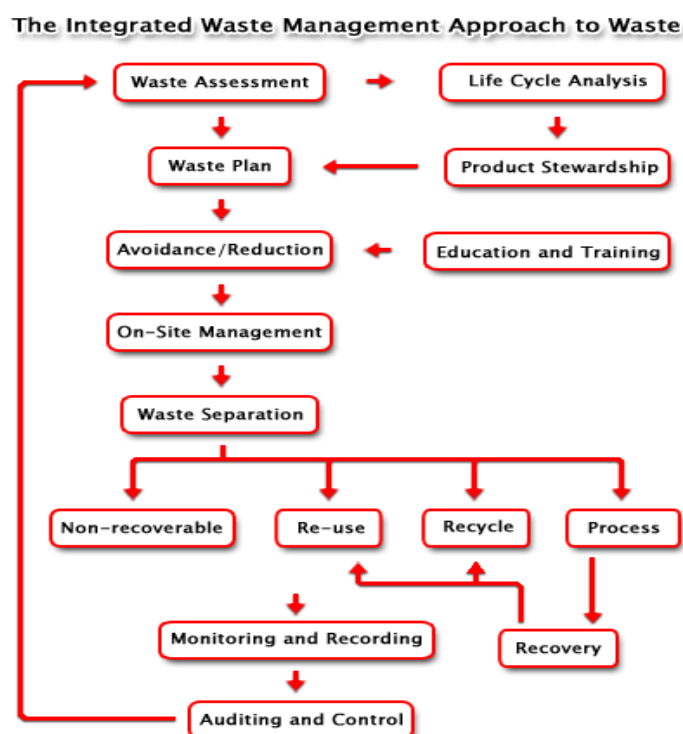 The Integrated Waste Management Approach to Waste
Waste Assessment
Life Cycle Analysis
Waste Plan
Product Stewardship
Avoidance/Reduction
Education and Training
On-Site Management
Waste Separation
Non-recoverable
Re-use
Recycle
Process
Monitoring and Recording
Recovery
Auditing and Control